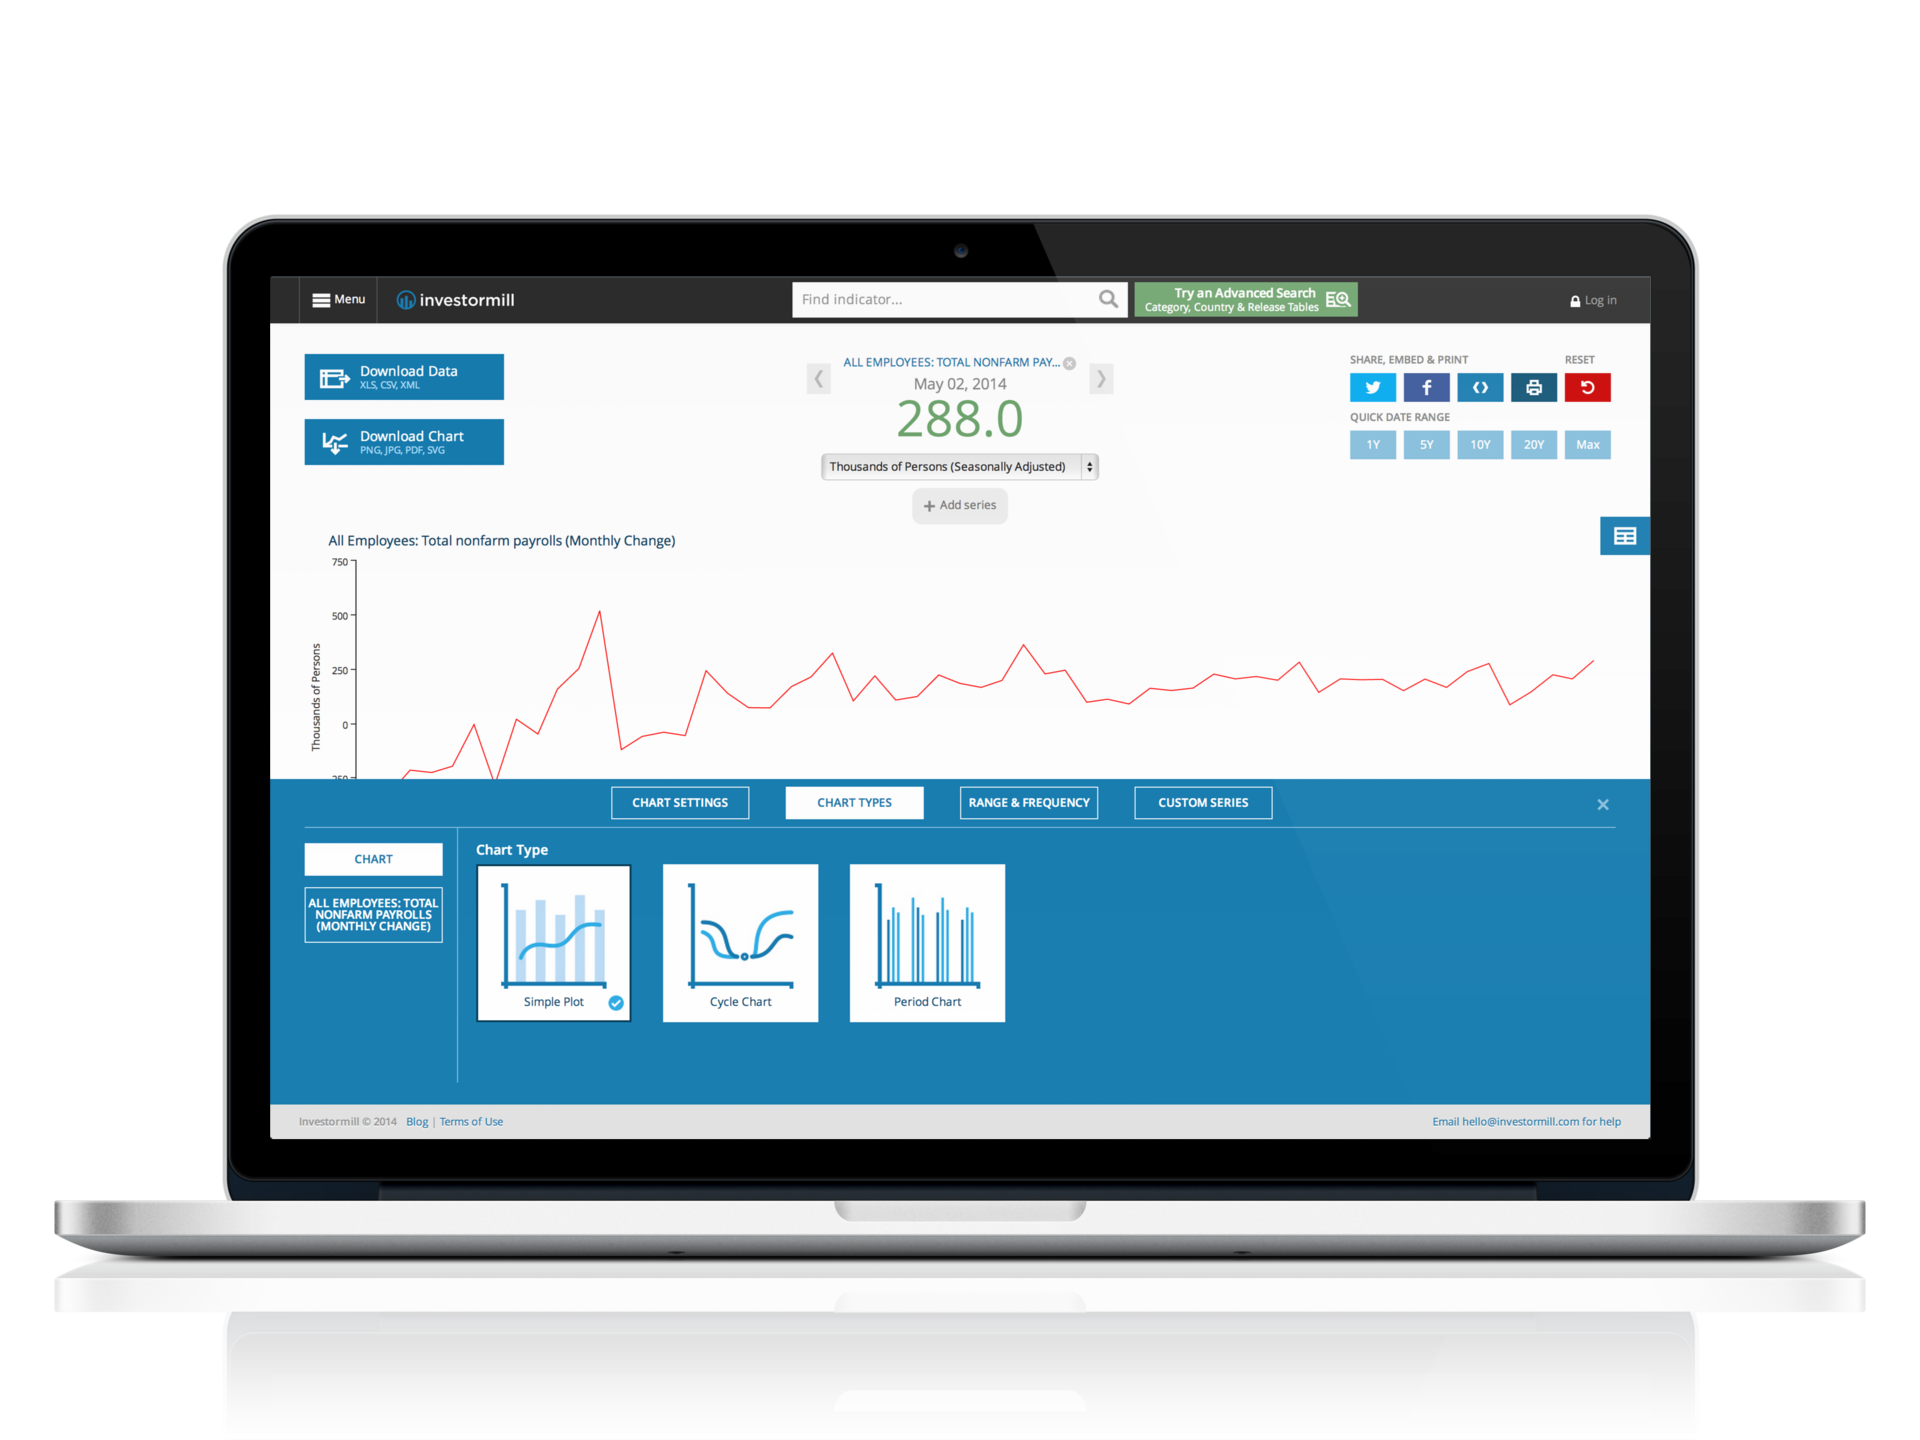 Menu
investormill
Find indicator...
Try an Advanced Search
Category, Country & Release Tables
Log in
Download Data
XLS, CSV, XML
Download Chart
PNG, JPG, PDF, SVG
ALL EMPLOYEES: TOTAL NONFARM PAY...
May 02, 2014
288.0
Thousands of Persons (Seasonally Adjusted)
+ Add series
SHARE, EMBED & PRINT
RESET
QUICK DATE RANGE
1Y
5Y
10Y
20Y
Max
All Employees: Total nonfarm payrolls (Monthly Change)
750
500
250
0
-250
Thousands of Persons
CHART SETTINGS
CHART TYPES
RANGE & FREQUENCY
CUSTOM SERIES
CHART
ALL EMPLOYEES: TOTAL
NONFARM PAYROLLS
(MONTHLY CHANGE)
Chart Type
Simple Plot
Cycle Chart
Period Chart
Investormill © 2014 Blog | Terms of Use
Email hello@investormill.com for help